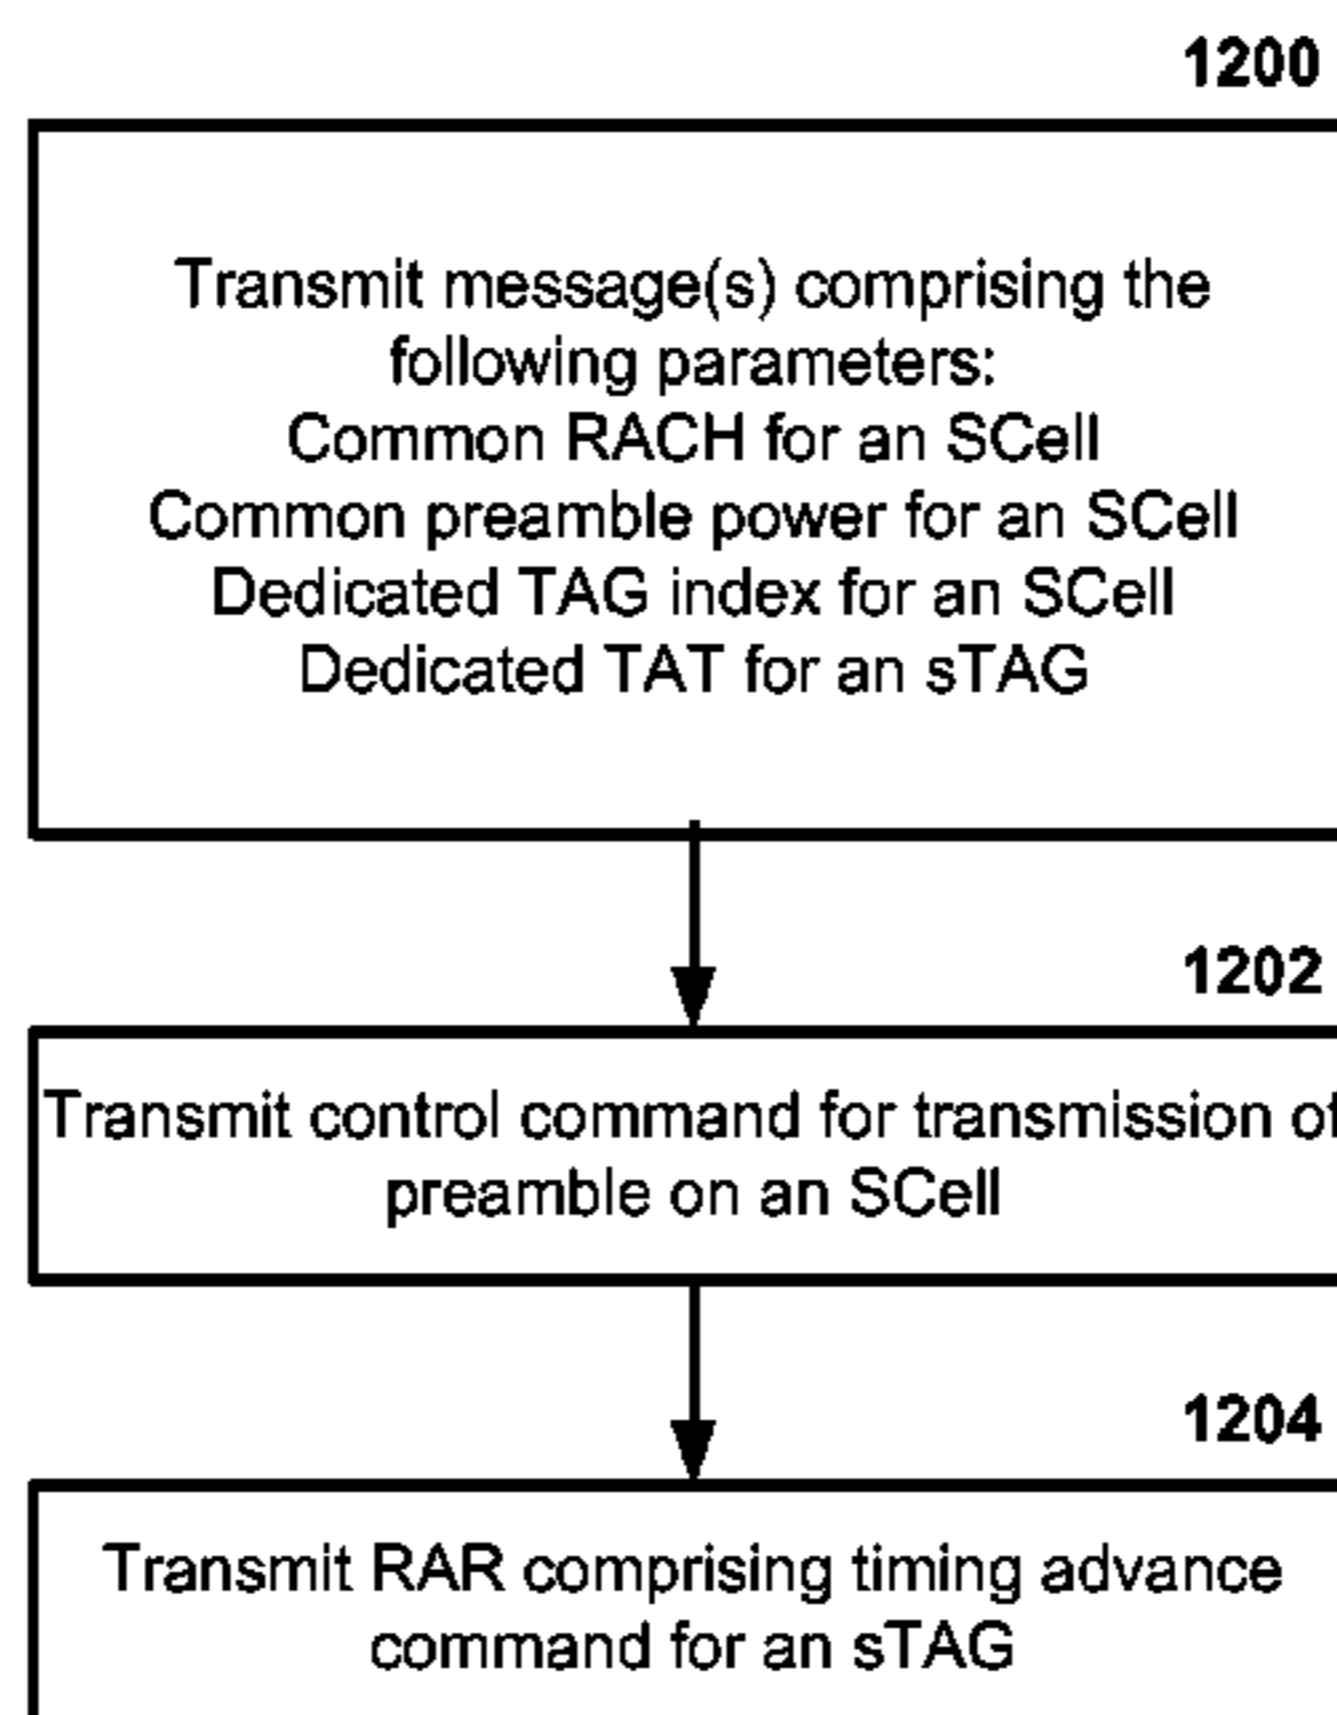 1200
Transmit message(s) comprising the
following parameters:
Common RACH for an SCell
Common preamble power for an SCell
Dedicated TAG index for an SCell
Dedicated TAT for an sTAG
1202
Transmit control command for transmission of
preamble on an SCell
1204
Transmit RAR comprising timing advance
command for an sTAG